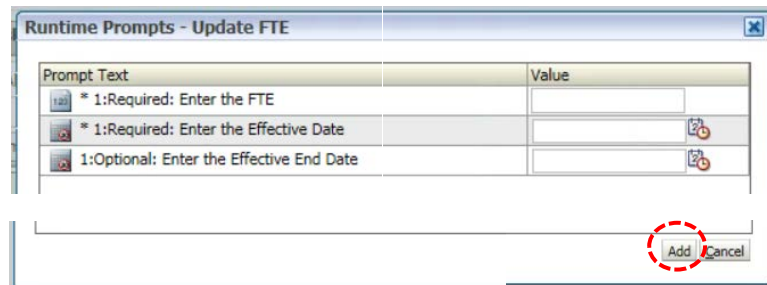 Runtime Prompts - Update FTE
Prompt Text Value
123 * 1:Required: Enter the FTE
* 1:Required: Enter the Effective Date
1:Optional: Enter the Effective End Date
Add Cancel